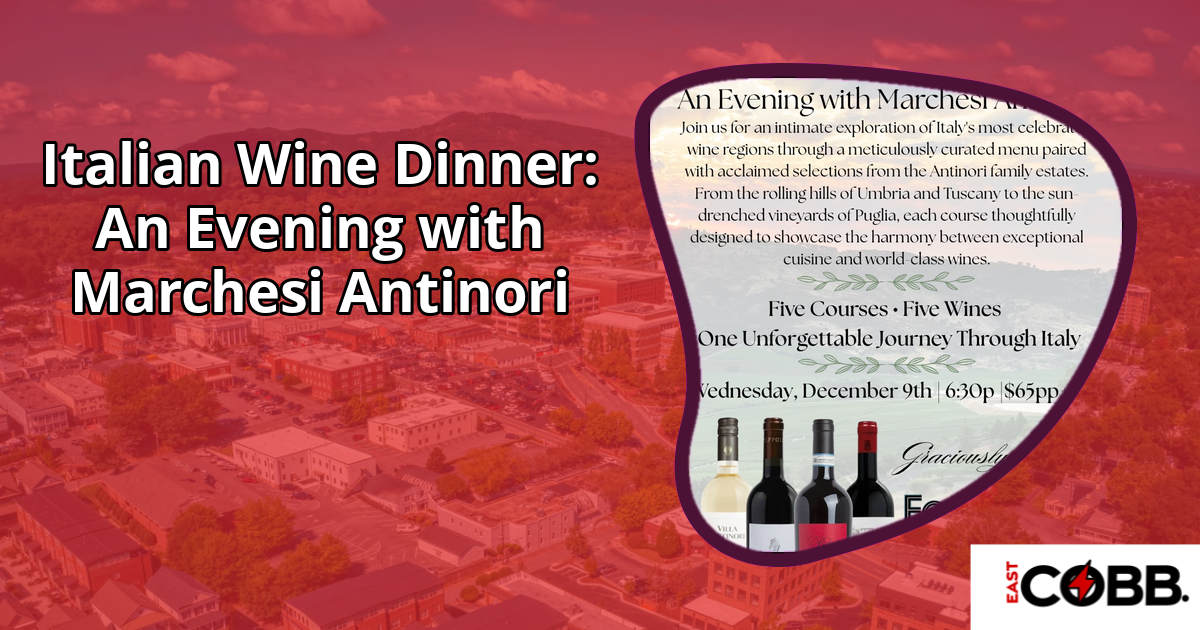 Italian Wine Dinner:
An Evening with
Marchesi Antinori
An Evening with Marchesi
Join us for an intimate exploration of Italy's most
wine regions through a meticulously curated menu paired
with acclaimed selections from the Antinori family estates.
From the rolling hills of Umbria and Tuscany to the sun-
drenched vineyards of Puglia, each course thoughtfully
designed to showcase the harmony between exceptional
cuisine and world-class wines.
Five Courses • Five Wines
One Unforgettable Journey Through Italy
December 9th | 6:30p |$65pp
Graciously
VILLA
EAST
COBB.